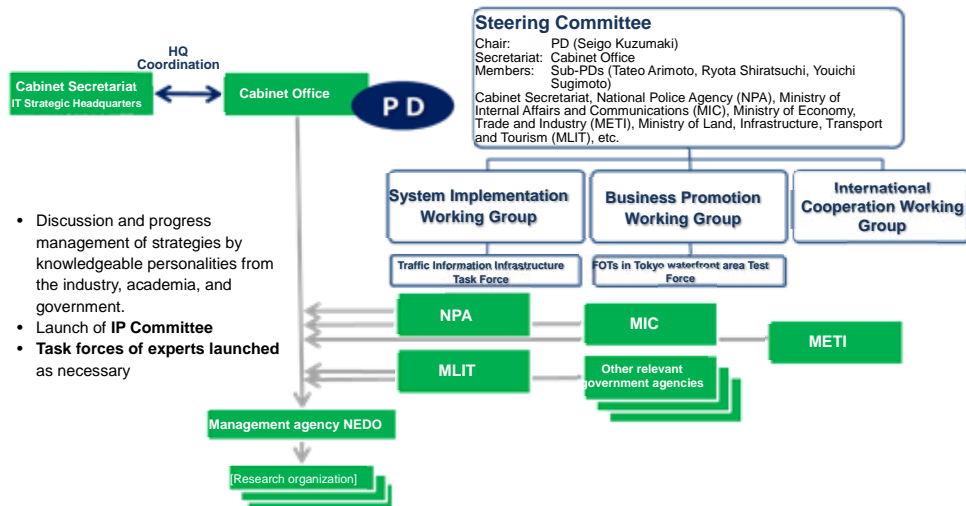 HQ
Coordination
Cabinet Secretariat
IT Strategic Headquarters
Cabinet Office
PD
Steering Committee
Chair: PD (Seigo Kuzumaki)
Secretariat: Cabinet Office
Members: Sub-PDs (Tateo Arimoto, Ryota Shiratsuchi, Youichi
Sugimoto)
Cabinet Secretariat, National Police Agency (NPA), Ministry of
Internal Affairs and Communications (MIC), Ministry of Economy,
Trade and Industry (METI), Ministry of Land, Infrastructure, Transport
and Tourism (MLIT), etc.
System Implementation
Working Group
Business Promotion
Working Group
International
Cooperation Working
Group
Traffic Information Infrastructure
Task Force
FOTs in Tokyo waterfront area Test
Force
• Discussion and progress
management of strategies by
knowledgeable personalities from
the industry, academia, and
government.
• Launch of IP Committee
• Task forces of experts launched
as necessary
NPA
MIC
METI
MLIT
Other relevant
government agencies
Management agency NEDO
[Research organization]